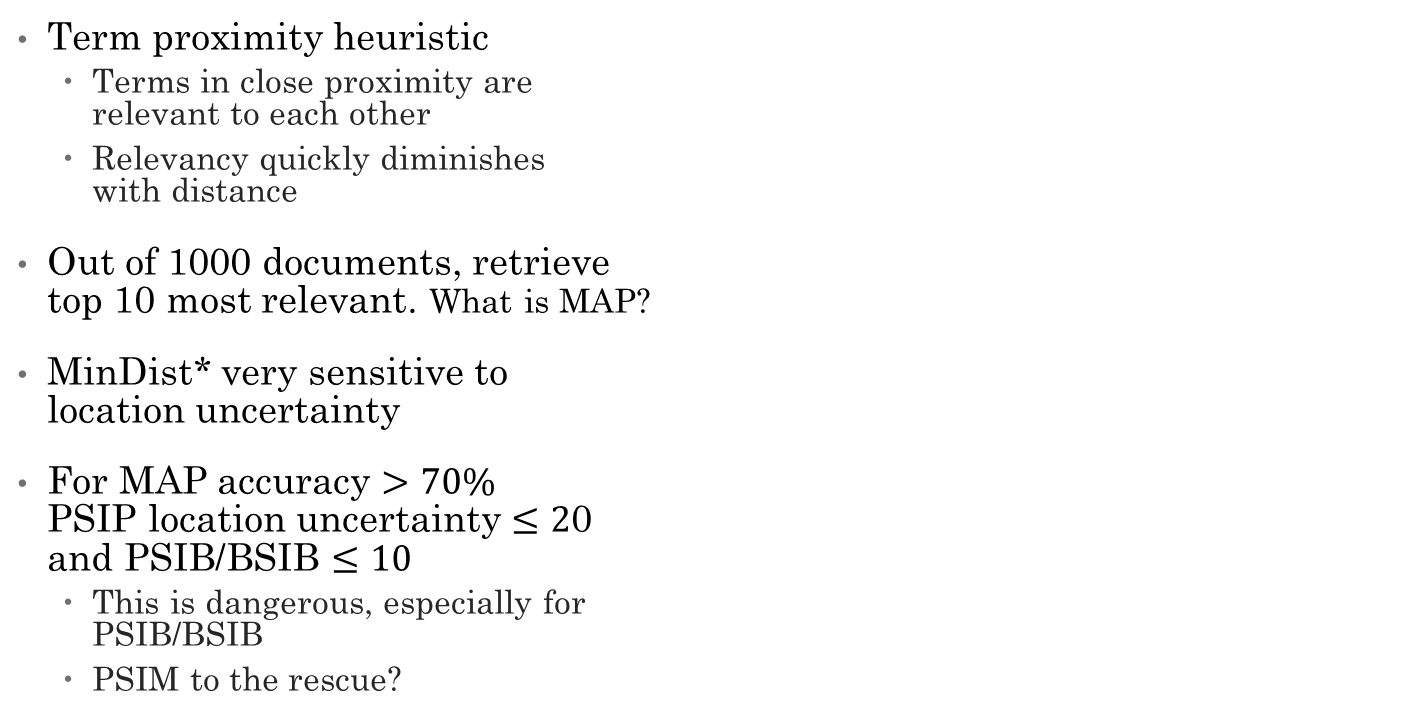 • Term proximity heuristic
• Terms in close proximity are
relevant to each other
• Relevancy quickly diminishes
with distance
• Out of 1000 documents, retrieve
top 10 most relevant. What is MAP?
• MinDist* very sensitive to
location uncertainty
• For MAP accuracy > 70%
PSIP location uncertainty ≤ 20
and PSIB/BSIB ≤ 10
• This is dangerous, especially for
PSIB/BSIB
• PSIM to the rescue?